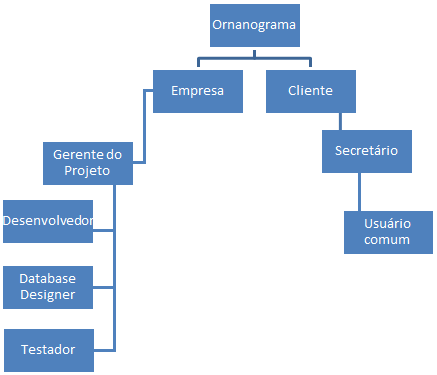 Ornanograma
Empresa
Cliente
Gerente do
Projeto
Secretário
Desenvolvedor
Usuário
comum
Database
Designer
Testador